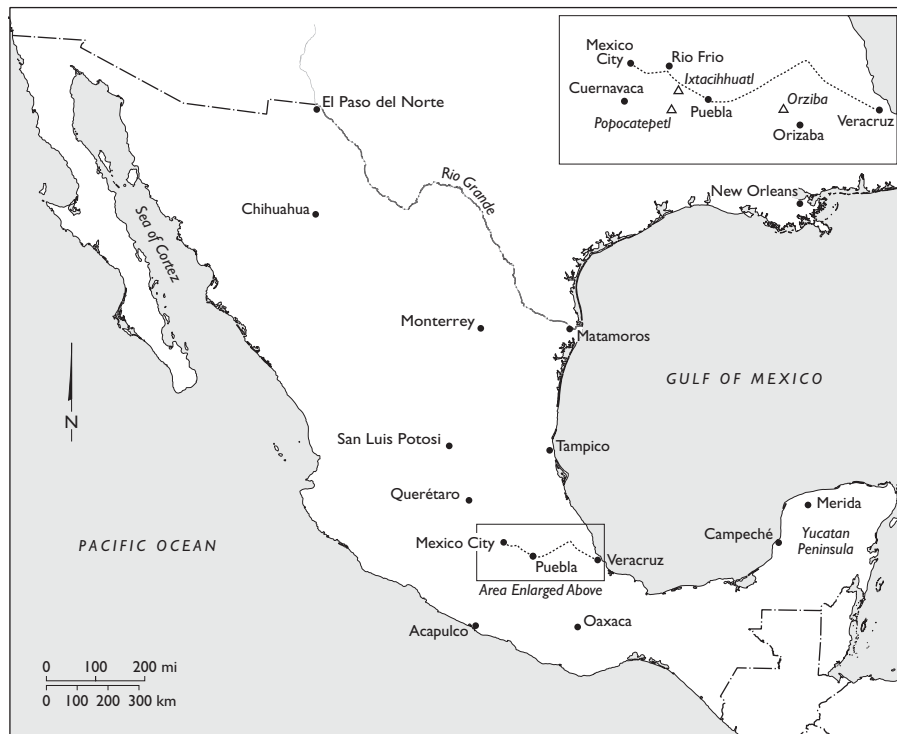 Mexico
City
Rio Frio
Ixtacihhuatl
Cuernavaca
Popocatepetl
Puebla
Orziba
Orizaba
Veracruz
El Paso del Norte
Rio Grande
New Orleans
Chihuahua
Sea of Cortez
Monterrey
Matamoros
GULF OF MEXICO
N
San Luis Potosi
Tampico
Querétaro
Merida
PACIFIC OCEAN
Mexico City
Campeché
Yucatan
Peninsula
Puebla
Veracruz
Area Enlarged Above
Acapulco
Oaxaca
0 100 200 mi
0 100 200 300 km